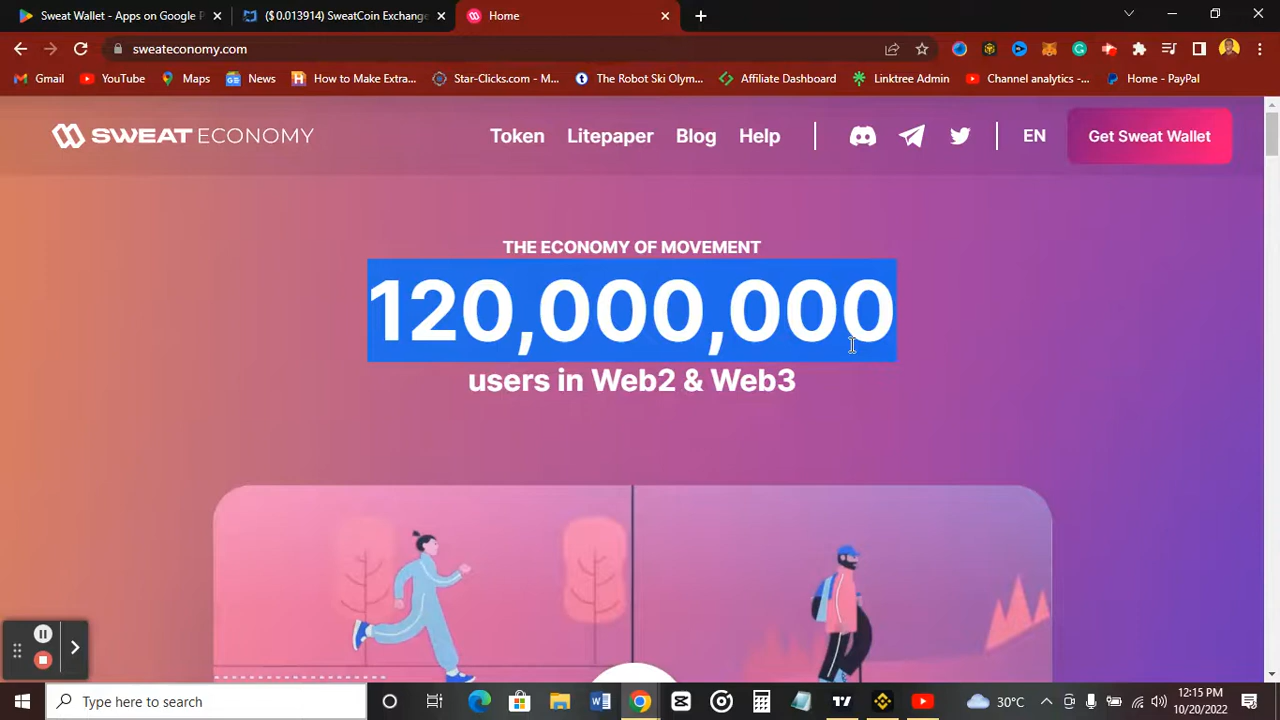 Sweat Wallet - Apps on Google P
($ 0.013914) SweatCoin Exchange
Home
sweateconomy.com
Gmail
YouTube
Maps
News
How to Make Extra...
Star-Clicks.com - M...
The Robot Ski Olym...
Affiliate Dashboard
Linktree Admin
Channel analytics -...
Home - PayPal
SWEAT ECONOMY
Token
Litepaper
Blog
Help
EN
Get Sweat Wallet
THE ECONOMY OF MOVEMENT
120,000,000
users in Web2 & Web3
Type here to search
30°C
12:15 PM
10/20/2022